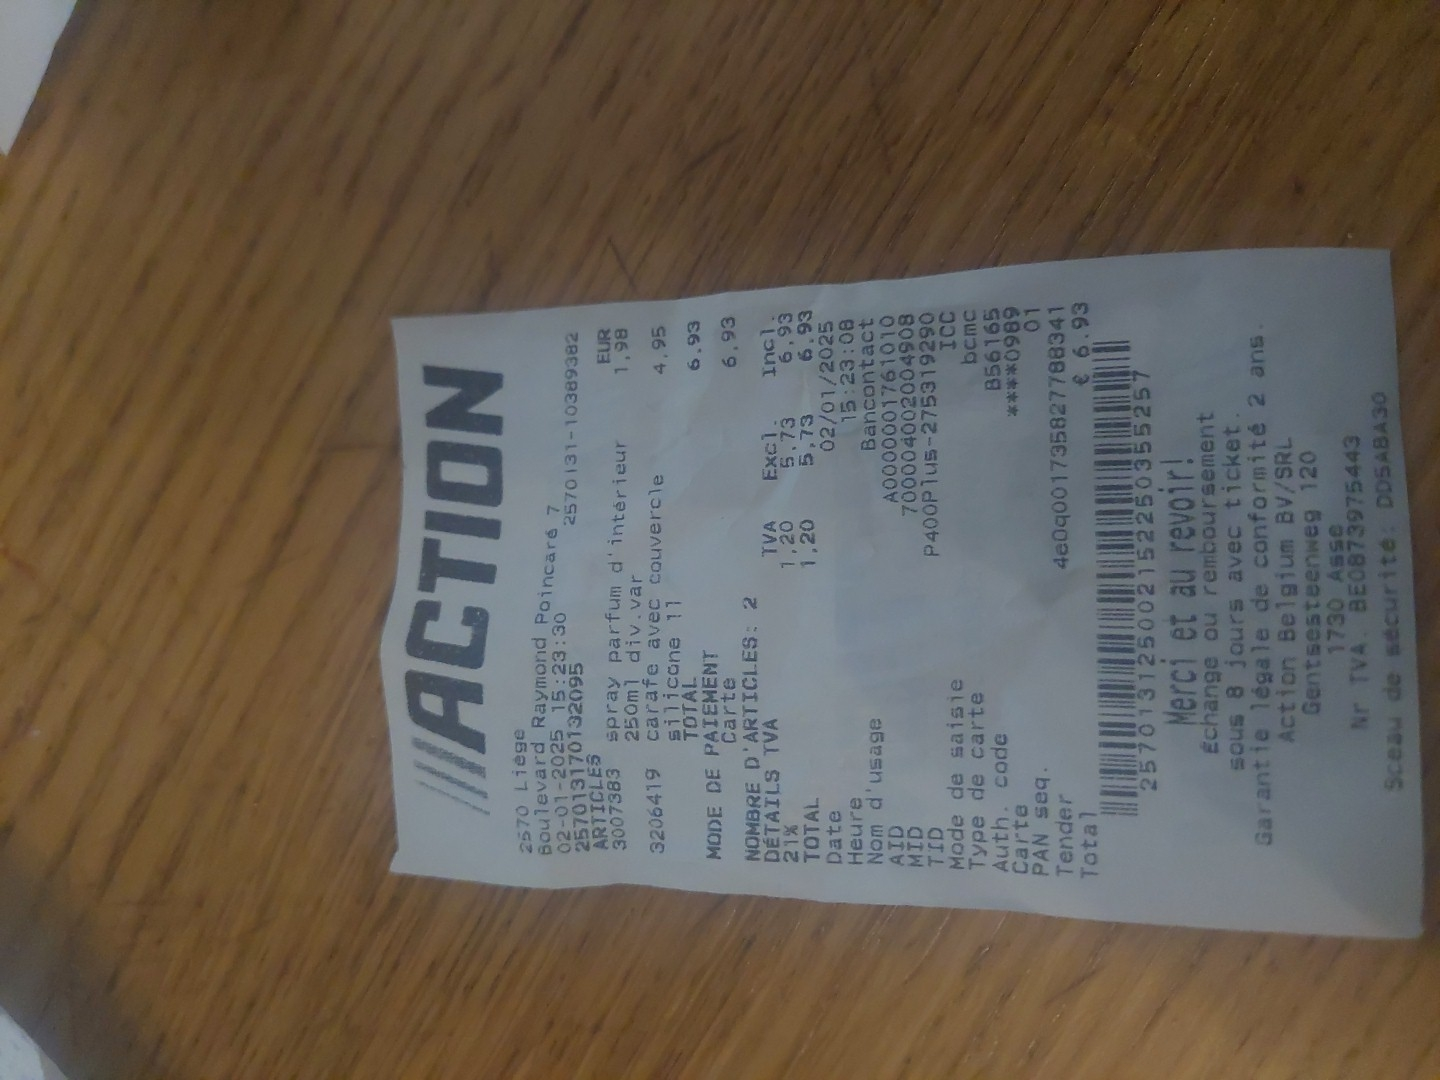 ACTION
2570 Liège
Boulevard Raymond Poincaré 7
02-01-2025 15:23:30 2570131-10389382
2570131701 32095
ARTICLES EUR
3007383 spray parfum d'intérieur 1,98
250ml div.var
3206419 carafe avec couvercle 4,95
silicone 1l
TOTAL 6.93
MODE DE PAIEMENT
Carte 6,93
NOMBRE D'ARTICLES: 2
DÉTAILS TVA TVA Excl. Incl.
21% 1,20 5,73 6,93
TOTAL 1,20 5,73 6,93
Date 02/01/2025
Heure 15:23:08
Nom d'usage Bancontact
AID A0000001761010
MID 700004002004908
TID P400Plus-275319290
Mode de saisie ICC
Type de carte bcmc
Auth. code B56165
Carte ****0989
PAN seq. 01
Tender 4e0q001735827788341
Total € 6.93
2570131250021522503555257
Merci et au revoir!
Échange ou remboursement
sous 8 jours avec ticket.
Garantie légale de conformité 2 ans.
Action Belgium BV/SRL
Gentsesteenweg 120
1730 Asse
Nr TVA. BE0873975443
Sceau de sécurité: DD5ABA30